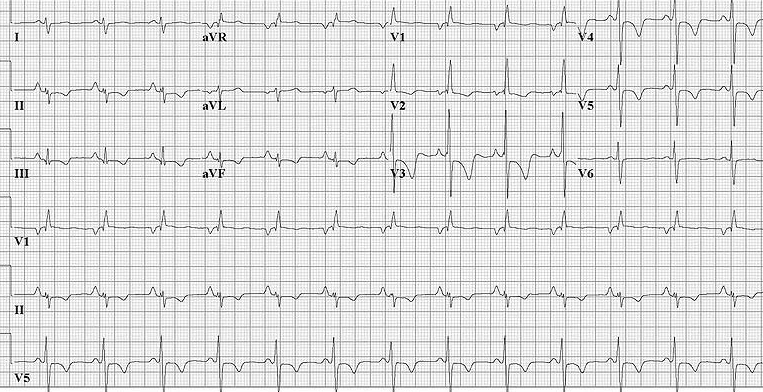 I aVR V1 V4
II aVL V2 V5
III aVF V3 V6
V1
II
V5